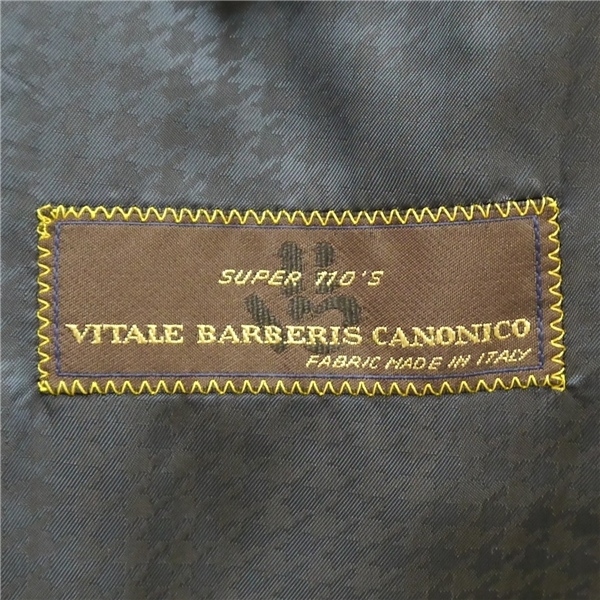 SUPER 110'S
VITALE BARBERIS CANONICO
FABRIC MADE IN ITALY